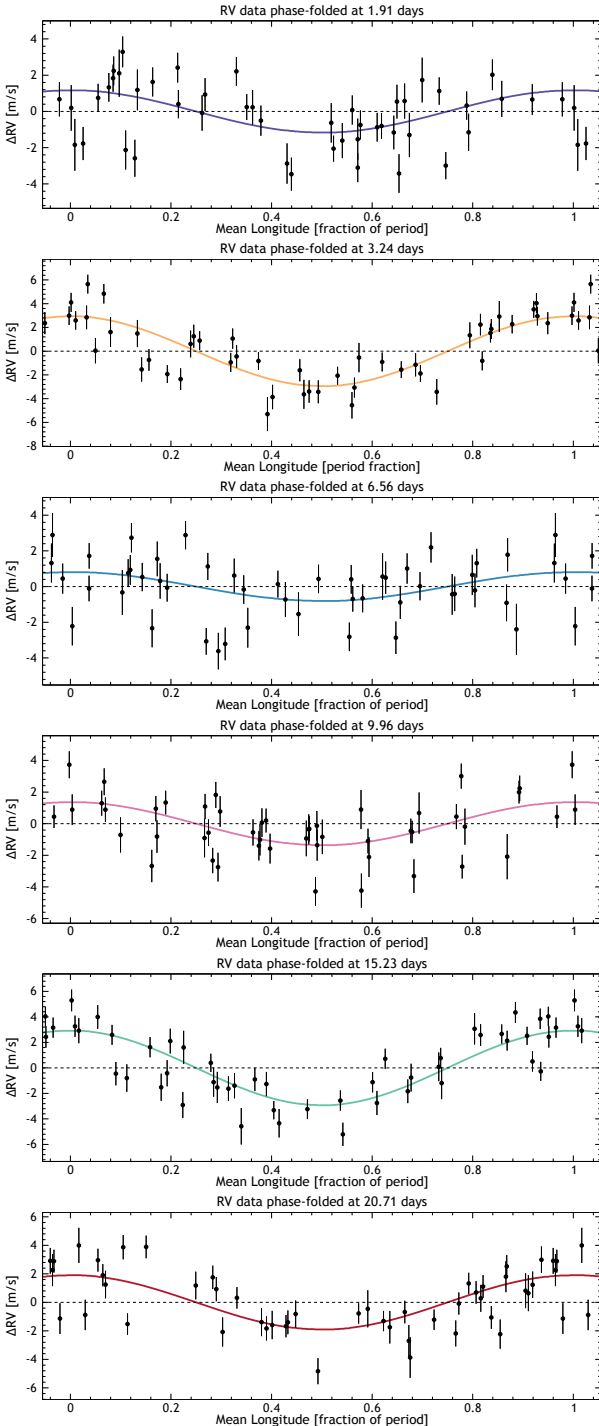 RV data phase-folded at 1.91 days
ΔRV [m/s]
4
2
0
-2
-4
0 0.2 0.4 0.6 0.8 1
Mean Longitude [fraction of period]
RV data phase-folded at 3.24 days
ΔRV [m/s]
6
4
2
0
-2
-4
-6
-8
0 0.2 0.4 0.6 0.8 1
Mean Longitude [period fraction]
RV data phase-folded at 6.56 days
ΔRV [m/s]
4
2
0
-2
-4
0 0.2 0.4 0.6 0.8 1
Mean Longitude [fraction of period]
RV data phase-folded at 9.96 days
ΔRV [m/s]
4
2
0
-2
-4
-6
0 0.2 0.4 0.6 0.8 1
Mean Longitude [fraction of period]
RV data phase-folded at 15.23 days
ΔRV [m/s]
6
4
2
0
-2
-4
-6
0 0.2 0.4 0.6 0.8 1
Mean Longitude [fraction of period]
RV data phase-folded at 20.71 days
ΔRV [m/s]
6
4
2
0
-2
-4
-6
0 0.2 0.4 0.6 0.8 1
Mean Longitude [fraction of period]